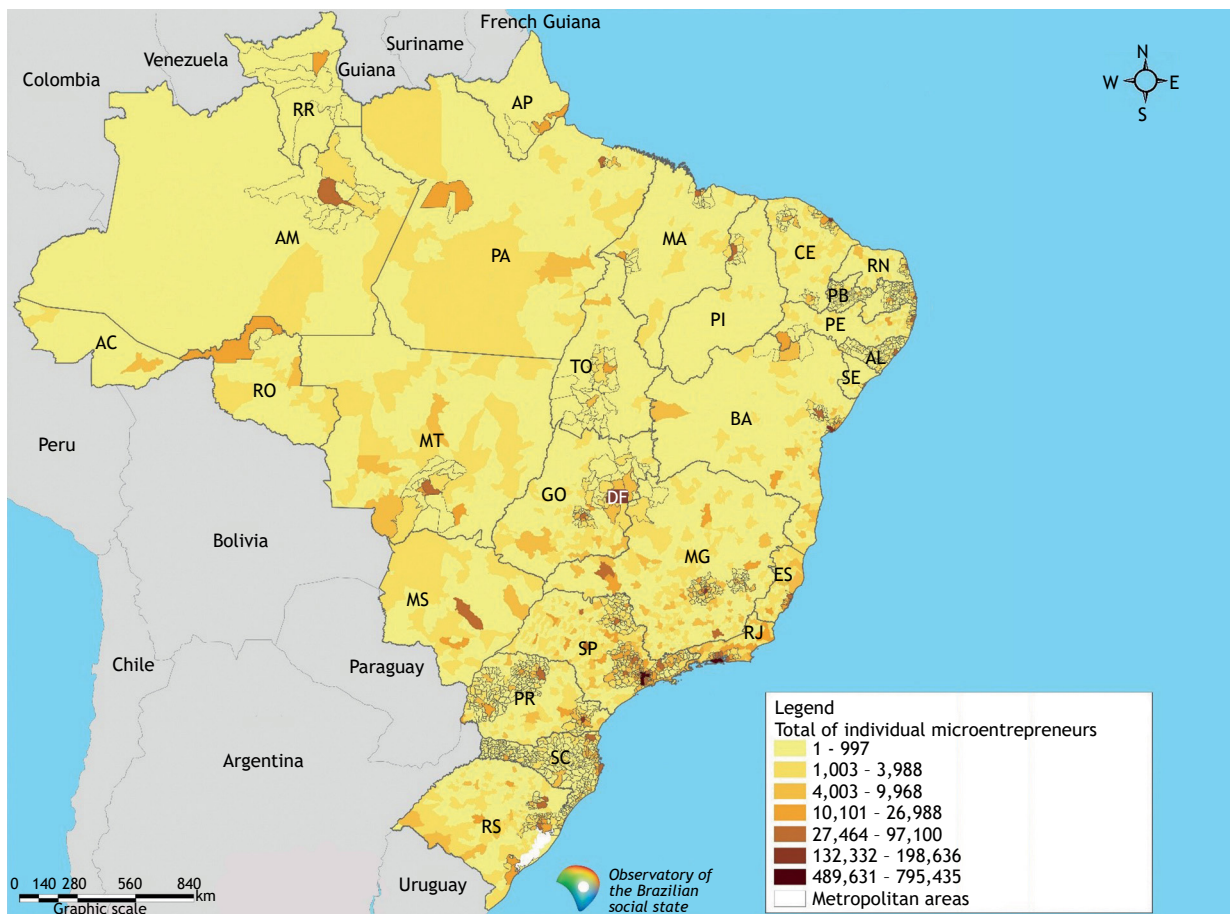 French Guiana
Suriname
Venezuela
Guiana
Colombia
N
W E
S
RR
AP
AM
PA
MA
CE
RN
PB
PI
PE
AC
AL
TO
SE
RO
BA
MT
Peru
GO
DF
Bolivia
MG
ES
MS
RJ
SP
Chile
Paraguay
PR
Legend
Total of individual microentrepreneurs
1 - 997
1,003 - 3,988
4,003 - 9,968
10,101 - 26,988
27,464 - 97,100
132,332 - 198,636
489,631 - 795,435
Metropolitan areas
SC
Argentina
RS
Uruguay
0 140 280 560 840
km
Graphic scale
Observatory of
the Brazilian
social state